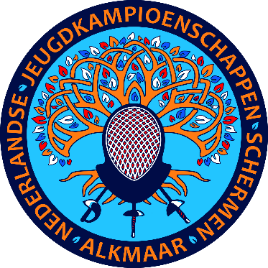 NEDERLANDSE · JEUGDKAMPIOENSCHAPPEN · SCHERMEN ·
ALKMAAR ·